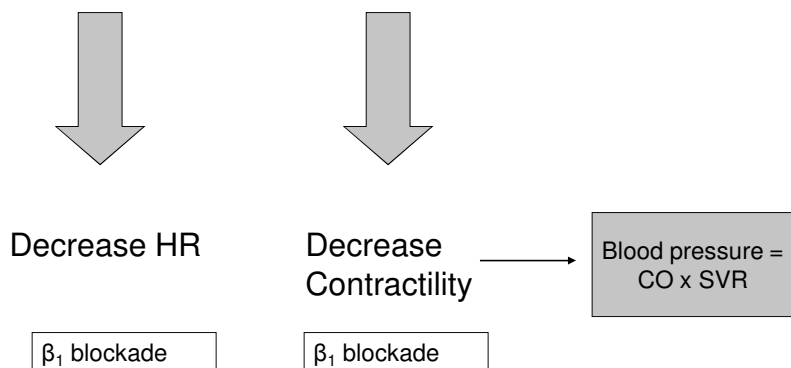 Decrease HR
Decrease
Contractility
Blood pressure =
CO x SVR
β₁ blockade
β₁ blockade